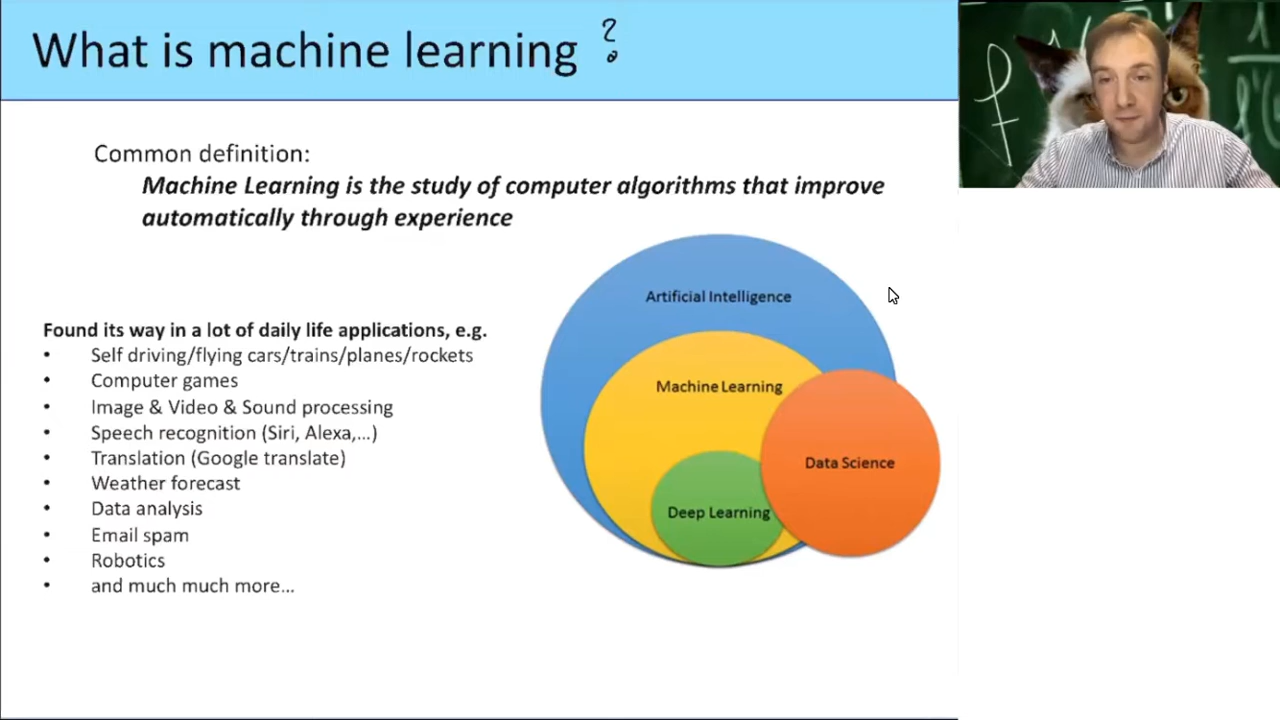 What is machine learning ?
Common definition:
Machine Learning is the study of computer algorithms that improve
automatically through experience
Found its way in a lot of daily life applications, e.g.
• Self driving/flying cars/trains/planes/rockets
• Computer games
• Image & Video & Sound processing
• Speech recognition (Siri, Alexa,...)
• Translation (Google translate)
• Weather forecast
• Data analysis
• Email spam
• Robotics
• and much much more...
Artificial Intelligence
Machine Learning
Data Science
Deep Learning